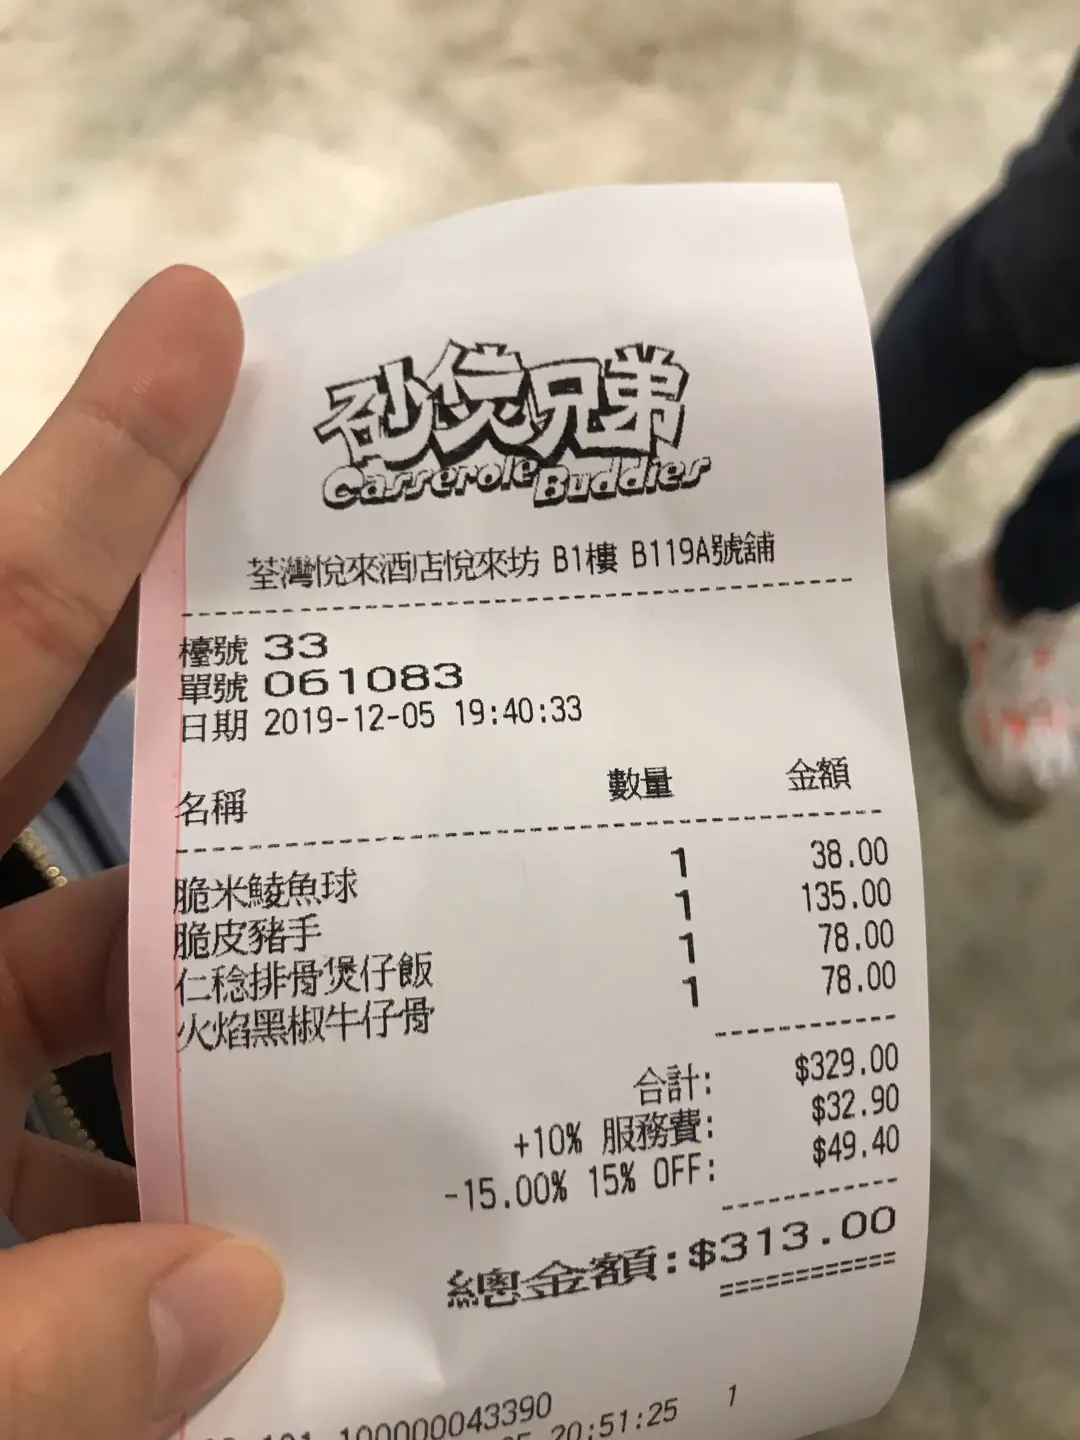 砂煲兄弟
Casserole Buddies
荃灣悅來酒店悅來坊 B1樓 B119A號舖
檯號 33
單號 061083
日期 2019-12-05 19:40:33
名稱 數量 金額
脆米鯪魚球 1 38.00
脆皮豬手 1 135.00
仁稔排骨煲仔飯 1 78.00
火焰黑椒牛仔骨 1 78.00
合計: $329.00
+10% 服務費: $32.90
-15.00% 15% OFF: $49.40
總金額:$313.00
100000043390
20:51:25 1